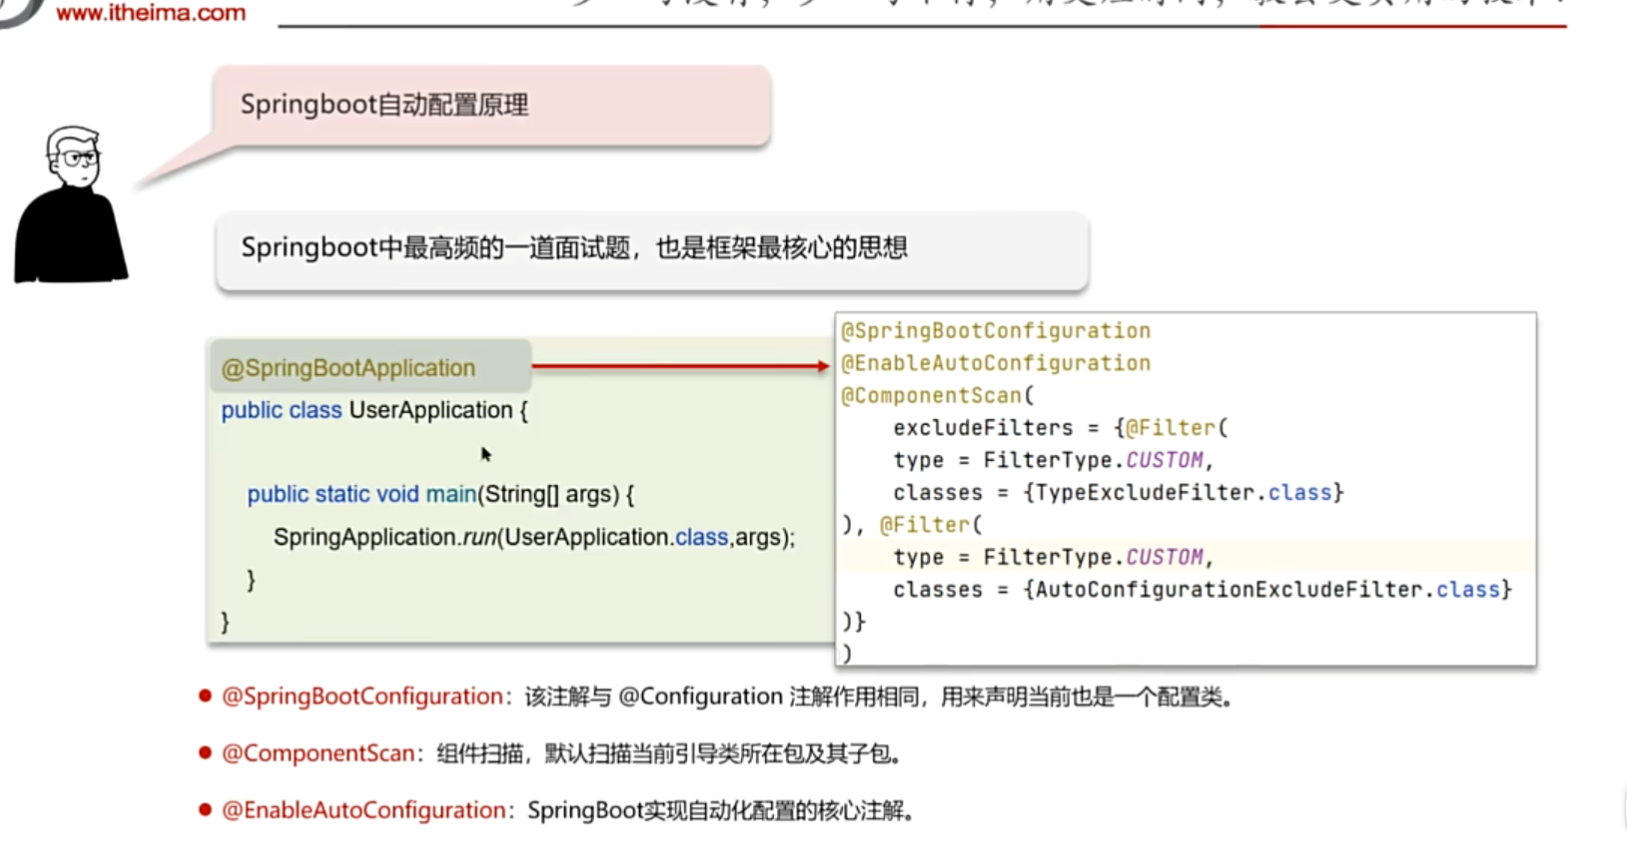 www.itheima.com
Springboot自动配置原理
Springboot中最高频的一道面试题，也是框架最核心的思想
@SpringBootApplication
public class UserApplication {
public static void main(String[] args) {
SpringApplication.run(UserApplication.class,args);
}
}
@SpringBootConfiguration
@EnableAutoConfiguration
@ComponentScan(
excludeFilters = {@Filter(
type = FilterType.CUSTOM,
classes = {TypeExcludeFilter.class}
), @Filter(
type = FilterType.CUSTOM,
classes = {AutoConfigurationExcludeFilter.class}
)}
)
@SpringBootConfiguration：该注解与 @Configuration 注解作用相同，用来声明当前也是一个配置类。
@ComponentScan：组件扫描，默认扫描当前引导类所在包及其子包。
@EnableAutoConfiguration：SpringBoot实现自动化配置的核心注解。